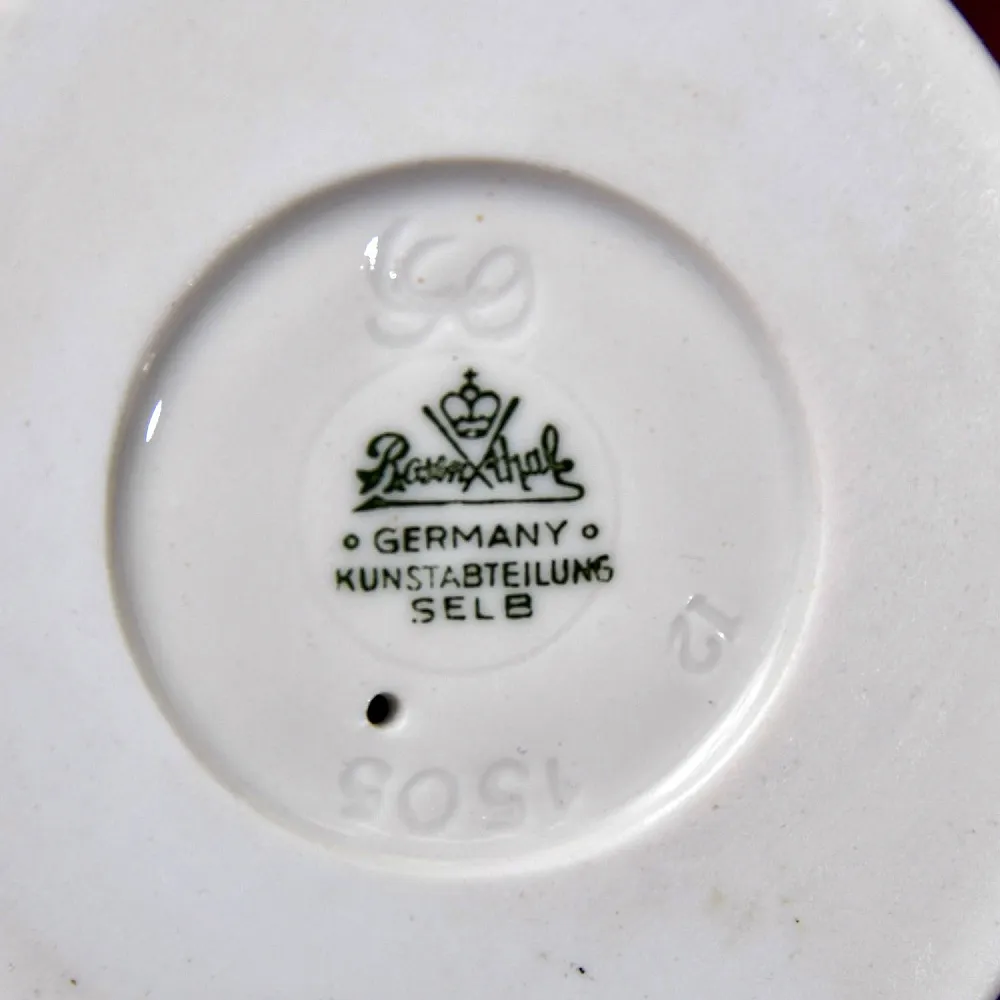 Rosenthal
GERMANY
KUNSTABTEILUNG
SELB
12
1505